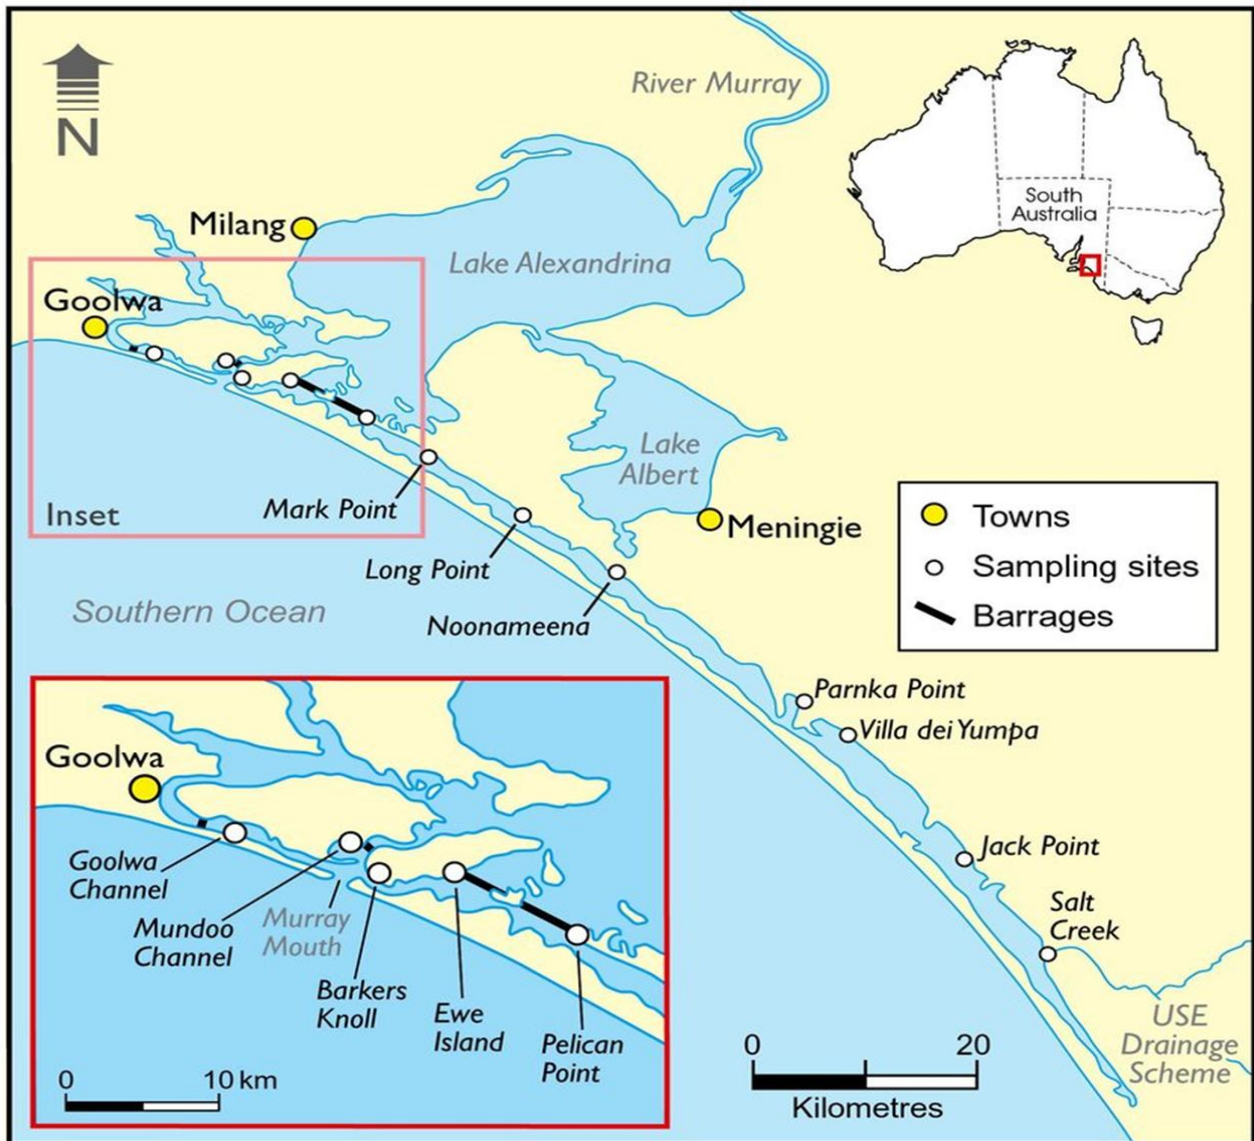 N
River Murray
South
Australia
Milang
Lake Alexandrina
Goolwa
Lake
Albert
Mark Point
Inset
Meningie
Long Point
Noonameena
Southern Ocean
Towns
Sampling sites
Barrages
Parnka Point
Villa dei Yumpa
Jack Point
Salt
Creek
USE
Drainage
Scheme
0 20
Kilometres
Goolwa
Goolwa
Channel
Mundoo
Channel
Murray
Mouth
Barkers
Knoll
Ewe
Island
Pelican
Point
0 10 km